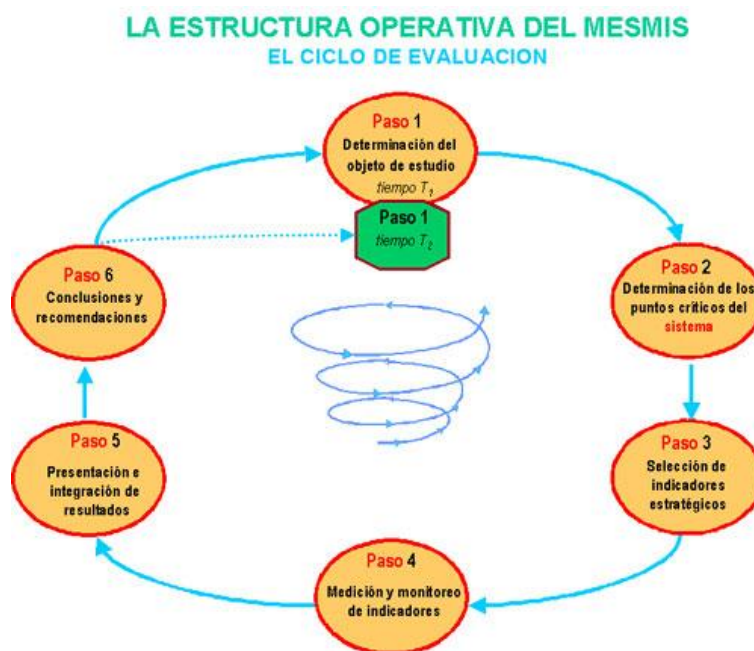 LA ESTRUCTURA OPERATIVA DEL MESMIS
EL CICLO DE EVALUACION
Paso 1
Determinación del
objeto de estudio
tiempo T1
Paso 1
tiempo T2
Paso 2
Determinación de los
puntos críticos del
sistema
Paso 3
Selección de
indicadores
estratégicos
Paso 4
Medición y monitoreo
de indicadores
Paso 5
Presentación e
integración de
resultados
Paso 6
Conclusiones y
recomendaciones